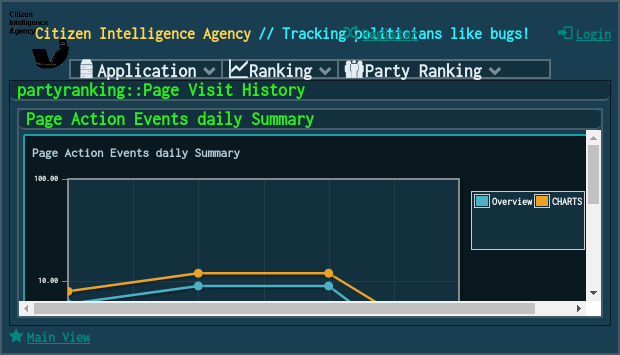 Citizen
Intelligence
Agency
Citizen Intelligence Agency // Tracking politicians like bugs!
Register
Login
Application
Ranking
Party Ranking
partyranking::Page Visit History
Page Action Events daily Summary
Page Action Events daily Summary
100.00
10.00
Overview
CHARTS
Main View